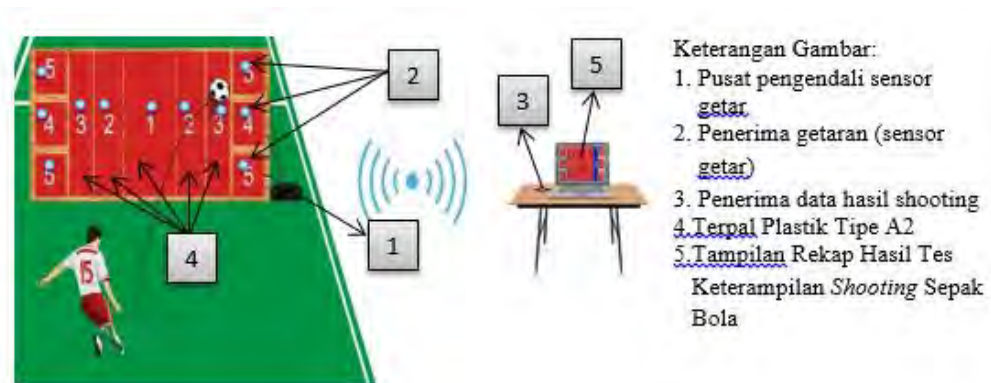 5
5
4
3
2
1
2
3
4
5
5
15
2
4
1
3
5
Keterangan Gambar:
1. Pusat pengendali sensor
getar
2. Penerima getaran (sensor
getar)
3. Penerima data hasil shooting
4.Terpal Plastik Tipe A2
5.Tampilan Rekap Hasil Tes
Keterampilan Shooting Sepak
Bola